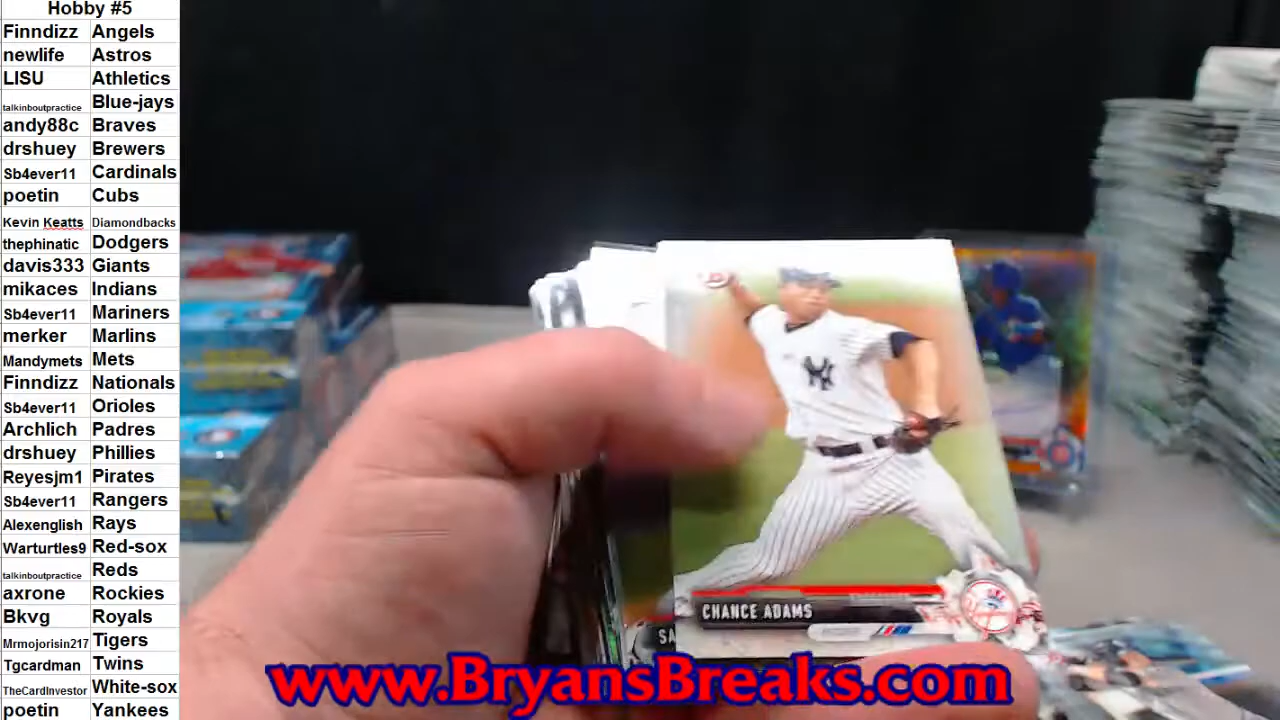 Hobby #5
Finndizz Angels
newlife Astros
LISU Athletics
talkinboutpractice Blue-jays
andy88c Braves
drshuey Brewers
Sb4ever11 Cardinals
poetin Cubs
Kevin Keatts Diamondbacks
thephinatic Dodgers
davis333 Giants
mikaces Indians
Sb4ever11 Mariners
merker Marlins
Mandymets Mets
Finndizz Nationals
Sb4ever11 Orioles
Archlich Padres
drshuey Phillies
Reyesjm1 Pirates
Sb4ever11 Rangers
Alexenglish Rays
Warturtles9 Red-sox
talkinboutpractice Reds
axrone Rockies
Bkvg Royals
Mrmojorisin217 Tigers
Tgcardman Twins
TheCardInvestor White-sox
poetin Yankees
CHANCE ADAMS
SA
www.BryansBreaks.com